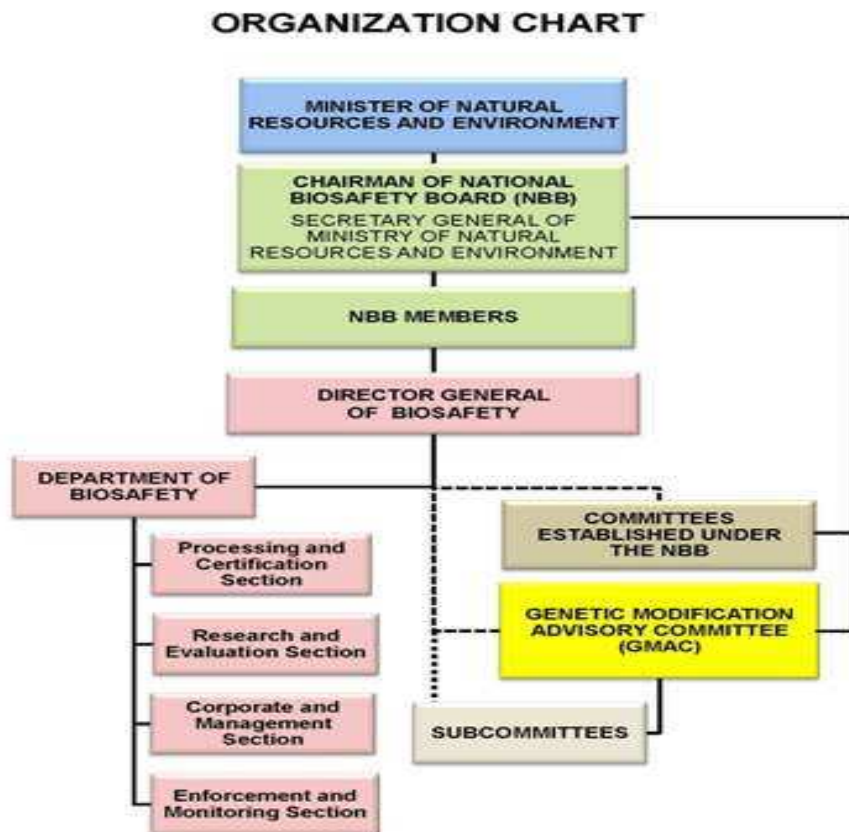 ORGANIZATION CHART
MINISTER OF NATURAL
RESOURCES AND ENVIRONMENT
CHAIRMAN OF NATIONAL
BIOSAFETY BOARD (NBB)
SECRETARY GENERAL OF
MINISTRY OF NATURAL
RESOURCES AND ENVIRONMENT
NBB MEMBERS
DIRECTOR GENERAL
OF BIOSAFETY
DEPARTMENT OF
BIOSAFETY
Processing and
Certification
Section
Research and
Evaluation Section
Corporate and
Management
Section
Enforcement and
Monitoring Section
COMMITTEES
ESTABLISHED UNDER
THE NBB
GENETIC MODIFICATION
ADVISORY COMMITTEE
(GMAC)
SUBCOMMITTEES